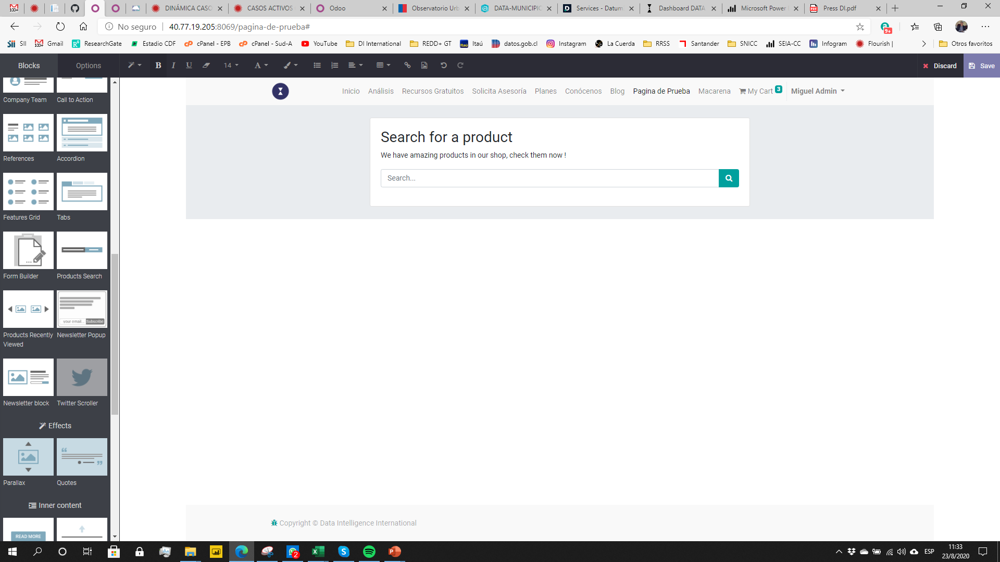 DINÁMICA CASO
CASOS ACTIVOS
Odoo
Observatorio Urb
DATA-MUNICIPIO
Services - Datum
Dashboard DATA
Microsoft Power
Press DI.pdf
No seguro
40.77.19.205:8069/pagina-de-prueba#
9+
SII
Gmail
ResearchGate
Estadio CDF
cPanel - EPB
cPanel - Sud-A
YouTube
DI International
REDD+ GT
Itaú
datos.gob.cl
Instagram
La Cuerda
RRSS
Santander
SNICC
SEIA-CC
Infogram
Flourish |
Otros favoritos
Blocks
Options
B
I
U
14
A
Discard
Save
Inicio
Análisis
Recursos Gratuitos
Solicita Asesoría
Planes
Conócenos
Blog
Pagina de Prueba
Macarena
My Cart 3
Miguel Admin
Company Team
Call to Action
References
Accordion
Features Grid
Tabs
Form Builder
Products Search
your email...
Subscribe
Products Recently
Viewed
Newsletter Popup
Newsletter block
Twitter Scroller
Effects
Parallax
Quotes
Inner content
READ MORE
Search for a product
We have amazing products in our shop, check them now !
Search...
Copyright © Data Intelligence International
2
ESP
11:33
23/8/2020